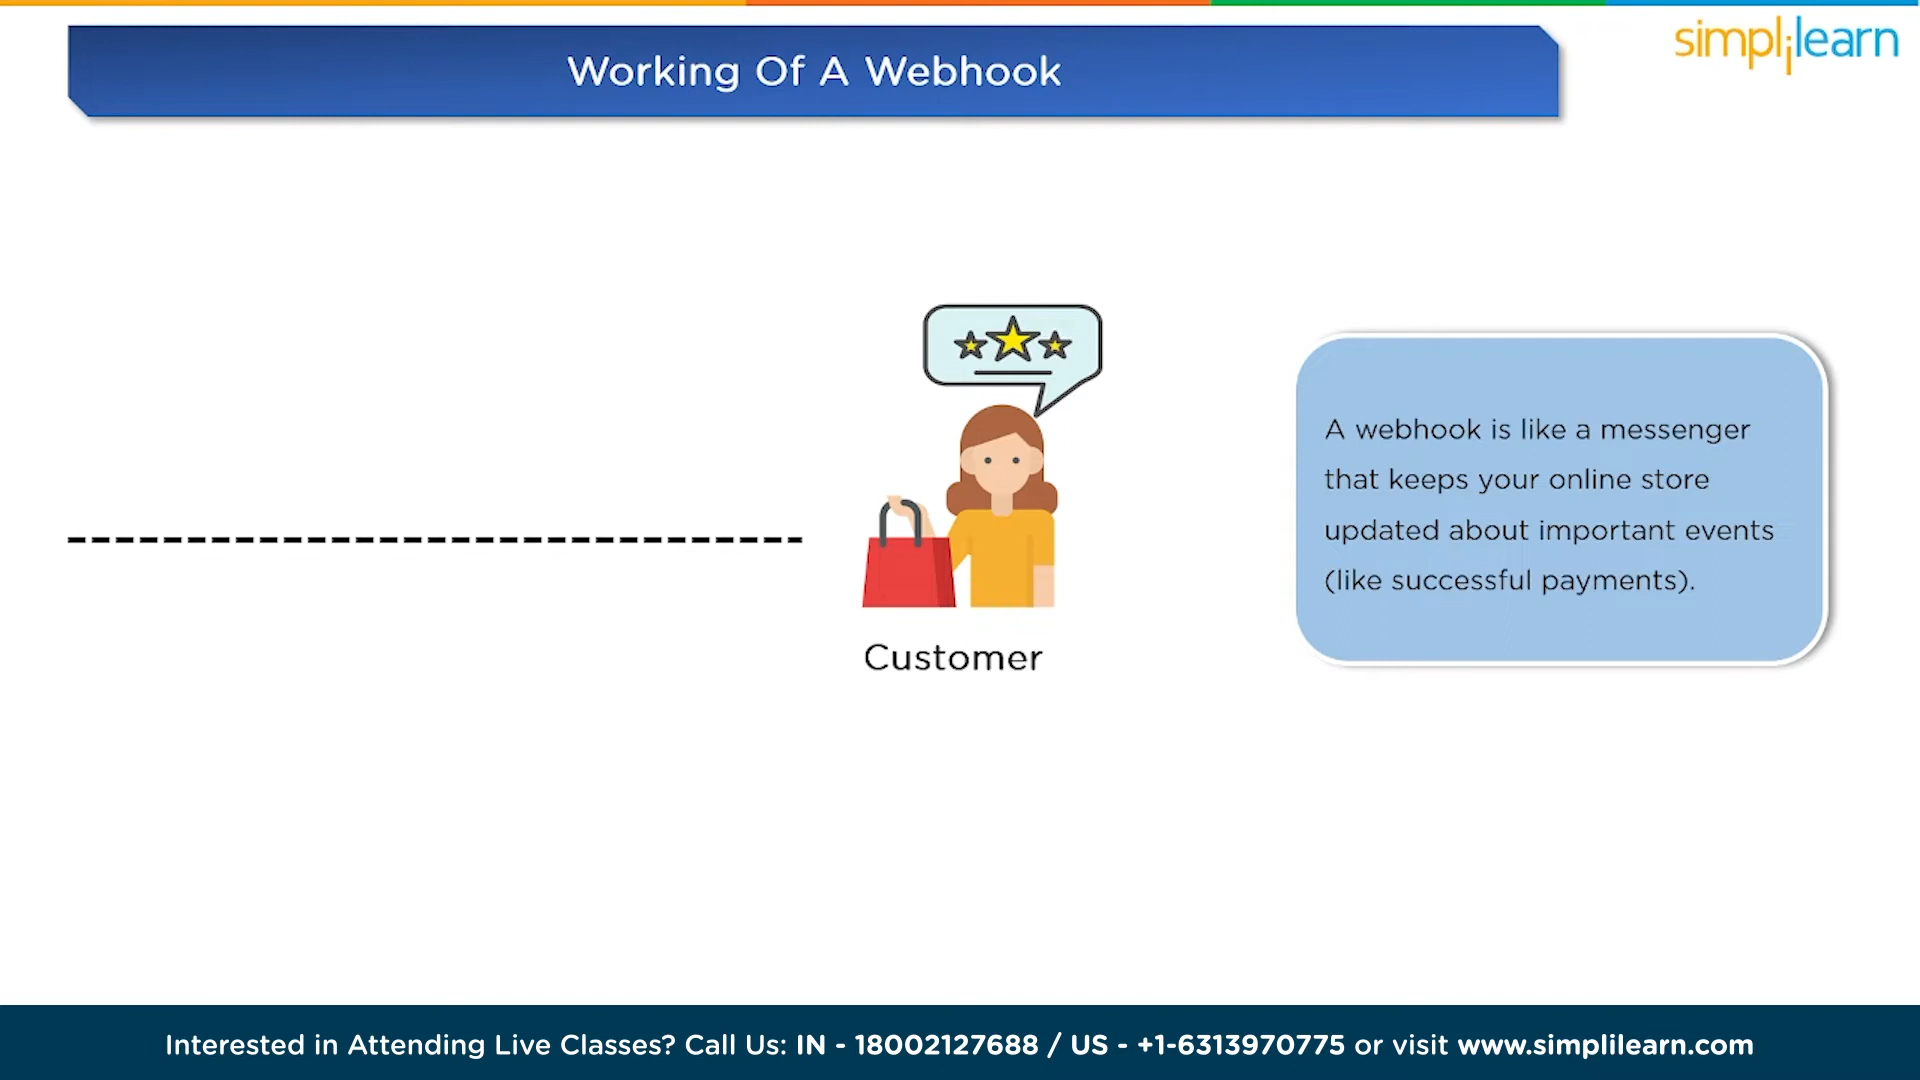 Working Of A Webhook
simplilearn
A webhook is like a messenger
that keeps your online store
updated about important events
(like successful payments).
Customer
Interested in Attending Live Classes? Call Us: IN - 18002127688 / US - +1-6313970775 or visit www.simplilearn.com